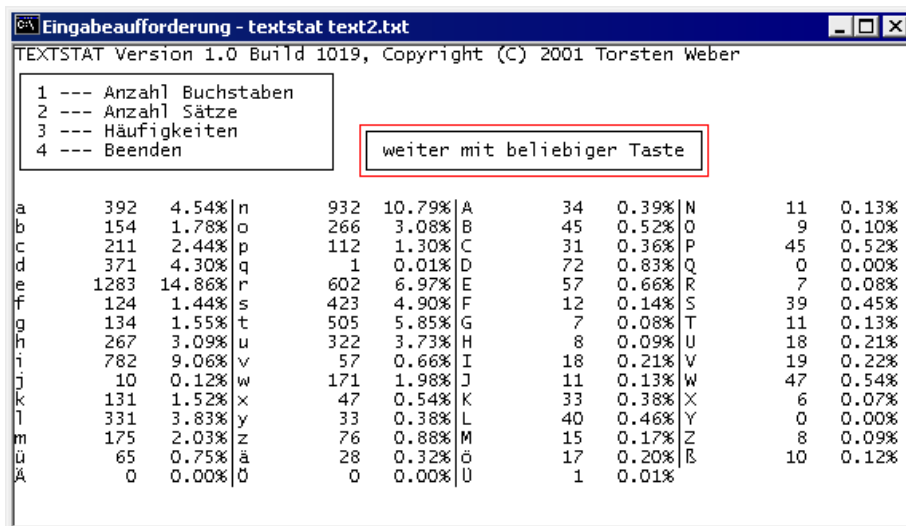 Eingabeaufforderung - textstat text2.txt
TEXTSTAT Version 1.0 Build 1019, Copyright (C) 2001 Torsten Weber
1 --- Anzahl Buchstaben
2 --- Anzahl Sätze
3 --- Häufigkeiten
4 --- Beenden
weiter mit beliebiger Taste
a 392 4.54% n 932 10.79% A 34 0.39% N 11 0.13%
b 154 1.78% o 266 3.08% B 45 0.52% O 9 0.10%
c 211 2.44% p 112 1.30% C 31 0.36% P 45 0.52%
d 371 4.30% q 1 0.01% D 72 0.83% Q 0 0.00%
e 1283 14.86% r 602 6.97% E 57 0.66% R 7 0.08%
f 124 1.44% s 423 4.90% F 12 0.14% S 39 0.45%
g 134 1.55% t 505 5.85% G 7 0.08% T 11 0.13%
h 267 3.09% u 322 3.73% H 8 0.09% U 18 0.21%
i 782 9.06% v 57 0.66% I 18 0.21% V 19 0.22%
j 10 0.12% w 171 1.98% J 11 0.13% W 47 0.54%
k 131 1.52% x 47 0.54% K 33 0.38% X 6 0.07%
l 331 3.83% y 33 0.38% L 40 0.46% Y 0 0.00%
m 175 2.03% z 76 0.88% M 15 0.17% Z 8 0.09%
ü 65 0.75% ä 28 0.32% ö 17 0.20% ß 10 0.12%
Ä 0 0.00% Ö 0 0.00% Ü 1 0.01%